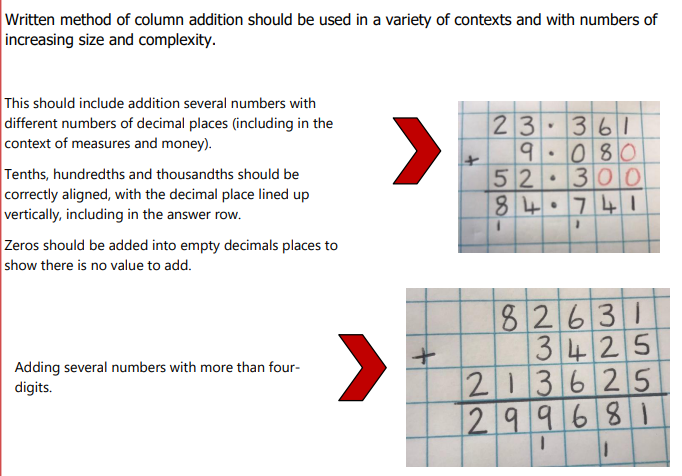 Written method of column addition should be used in a variety of contexts and with numbers of
increasing size and complexity.
This should include addition several numbers with
different numbers of decimal places (including in the
context of measures and money).
Tenths, hundredths and thousandths should be
correctly aligned, with the decimal place lined up
vertically, including in the answer row.
Zeros should be added into empty decimals places to
show there is no value to add.
23.361
+ 9.080
52.300
84.741
1 1
Adding several numbers with more than four-
digits.
82631
+ 3425
213625
299681
1 1